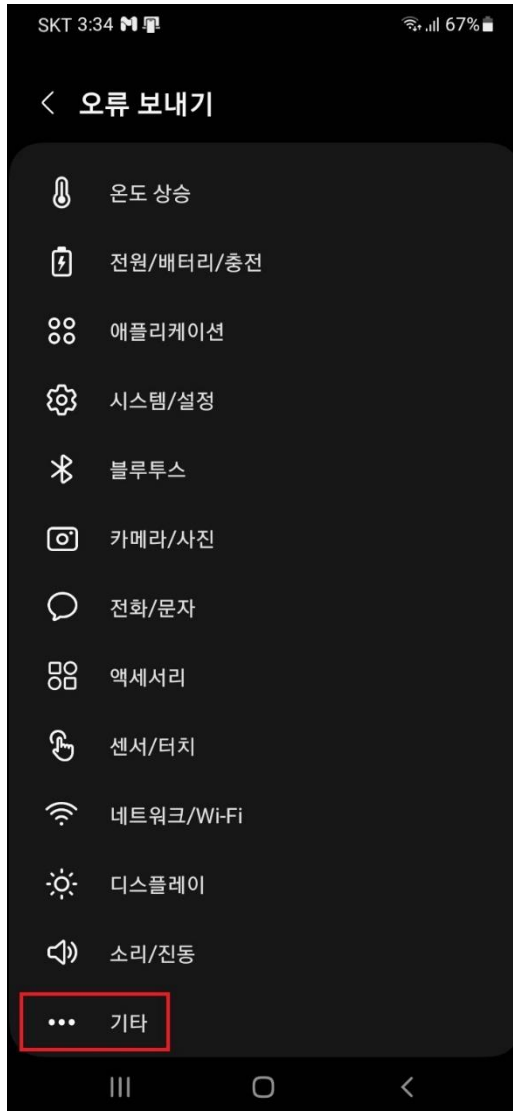 SKT 3:34
67%
오류 보내기
온도 상승
전원/배터리/충전
애플리케이션
시스템/설정
블루투스
카메라/사진
전화/문자
액세서리
센서/터치
네트워크/Wi-Fi
디스플레이
소리/진동
기타